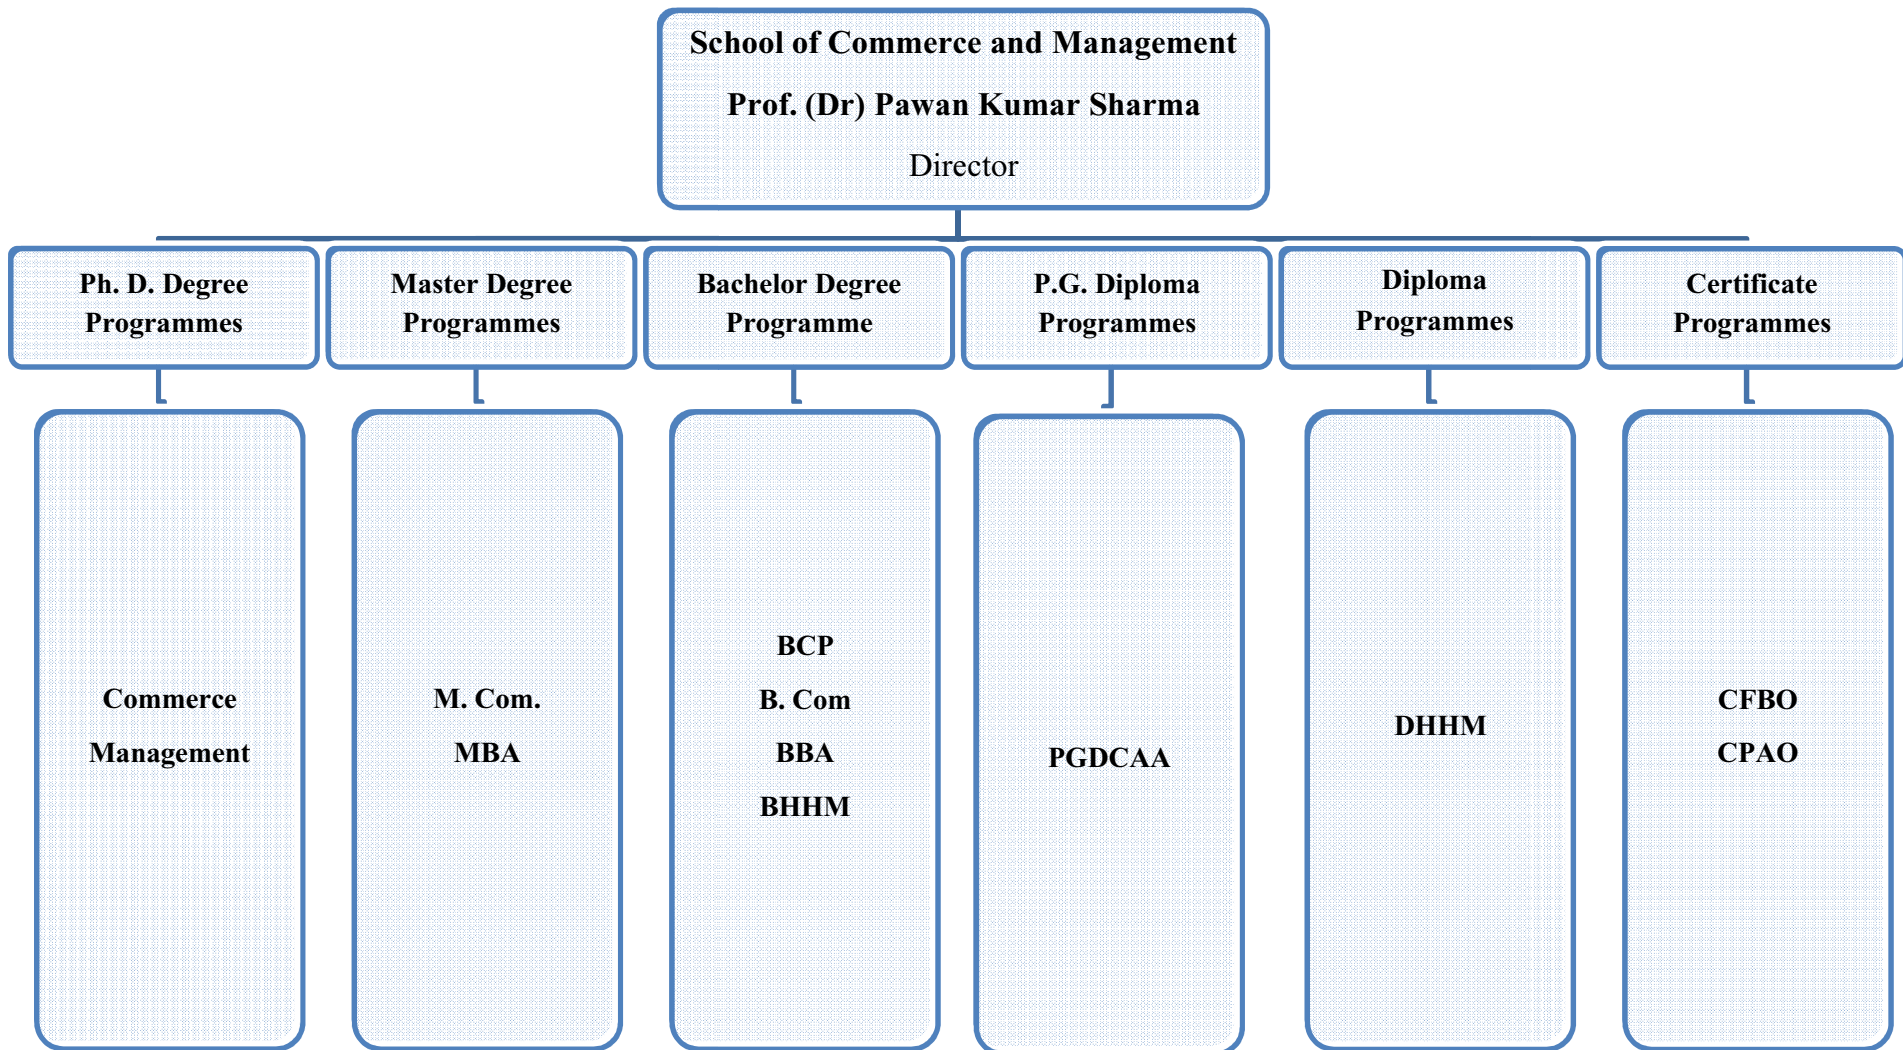 School of Commerce and Management
Prof. (Dr) Pawan Kumar Sharma
Director
Ph. D. Degree
Programmes
Master Degree
Programmes
Bachelor Degree
Programme
P.G. Diploma
Programmes
Diploma
Programmes
Certificate
Programmes
Commerce
Management
M. Com.
MBA
BCP
B. Com
BBA
BHHM
PGDCAA
DHHM
CFBO
CPAO